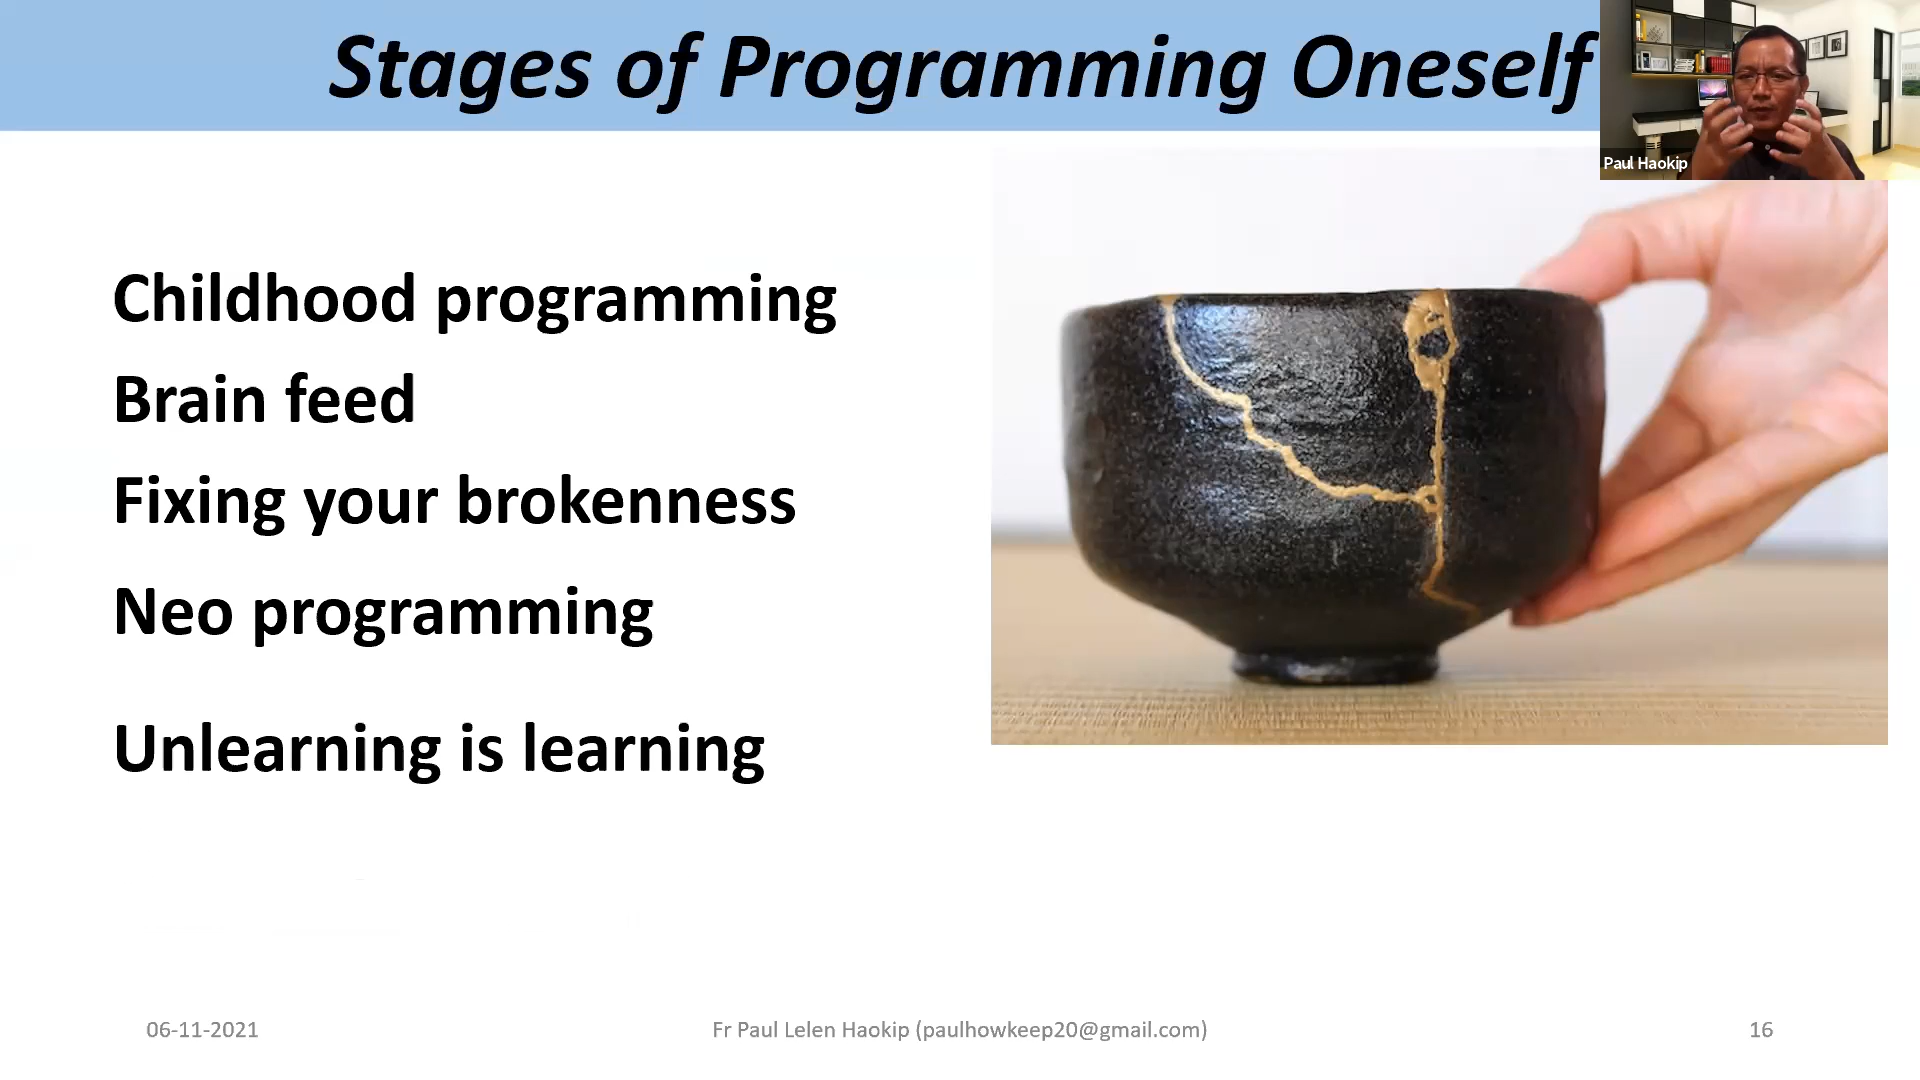 Stages of Programming Oneself
Paul Haokip
Childhood programming
Brain feed
Fixing your brokenness
Neo programming
Unlearning is learning
06-11-2021
Fr Paul Lelen Haokip (paulhowkeep20@gmail.com)
16